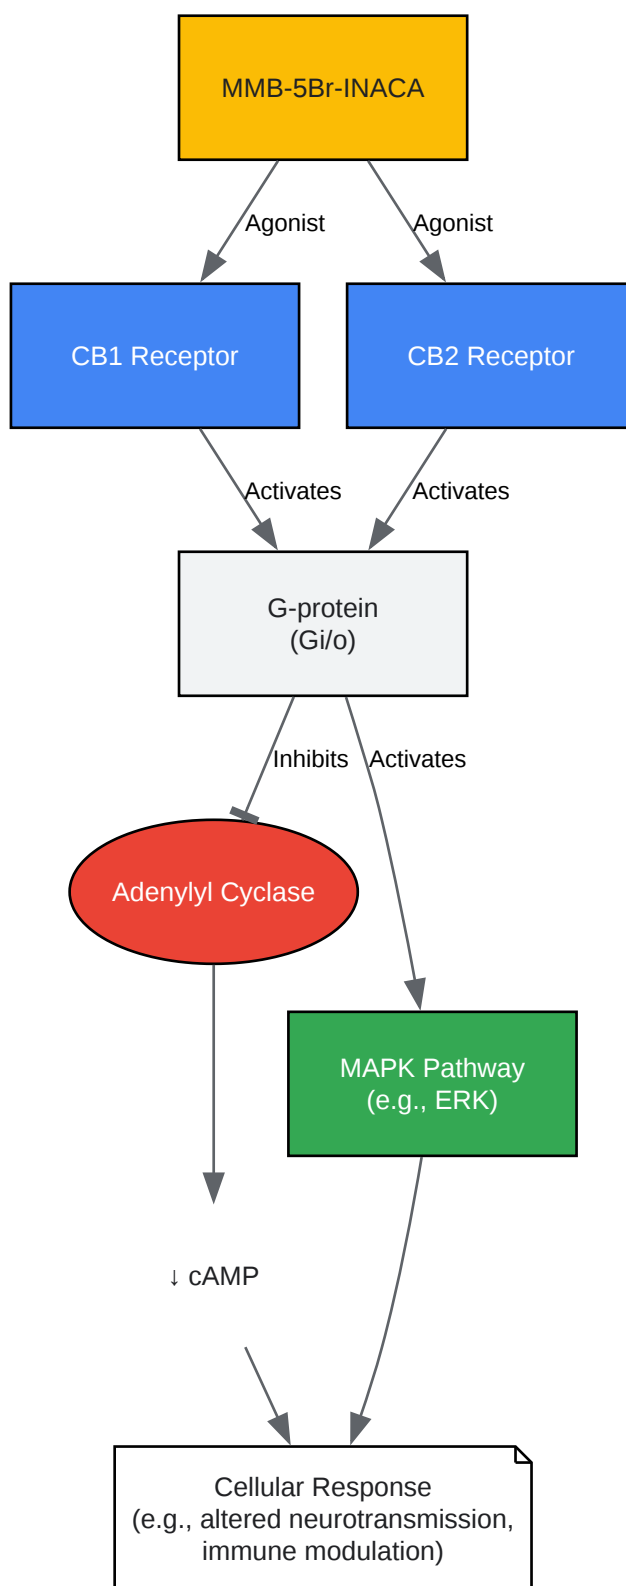 MMB-5Br-INACA
Agonist
Agonist
CB1 Receptor
CB2 Receptor
Activates
Activates
G-protein
(Gi/o)
Inhibits
Activates
Adenylyl Cyclase
MAPK Pathway
(e.g., ERK)
↓ cAMP
Cellular Response
(e.g., altered neurotransmission,
immune modulation)